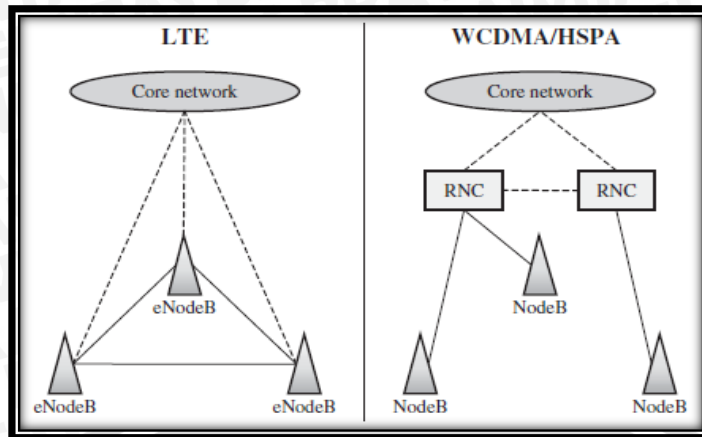 LTE
WCDMA/HSPA
Core network
Core network
RNC
RNC
eNodeB
NodeB
eNodeB
eNodeB
NodeB
NodeB